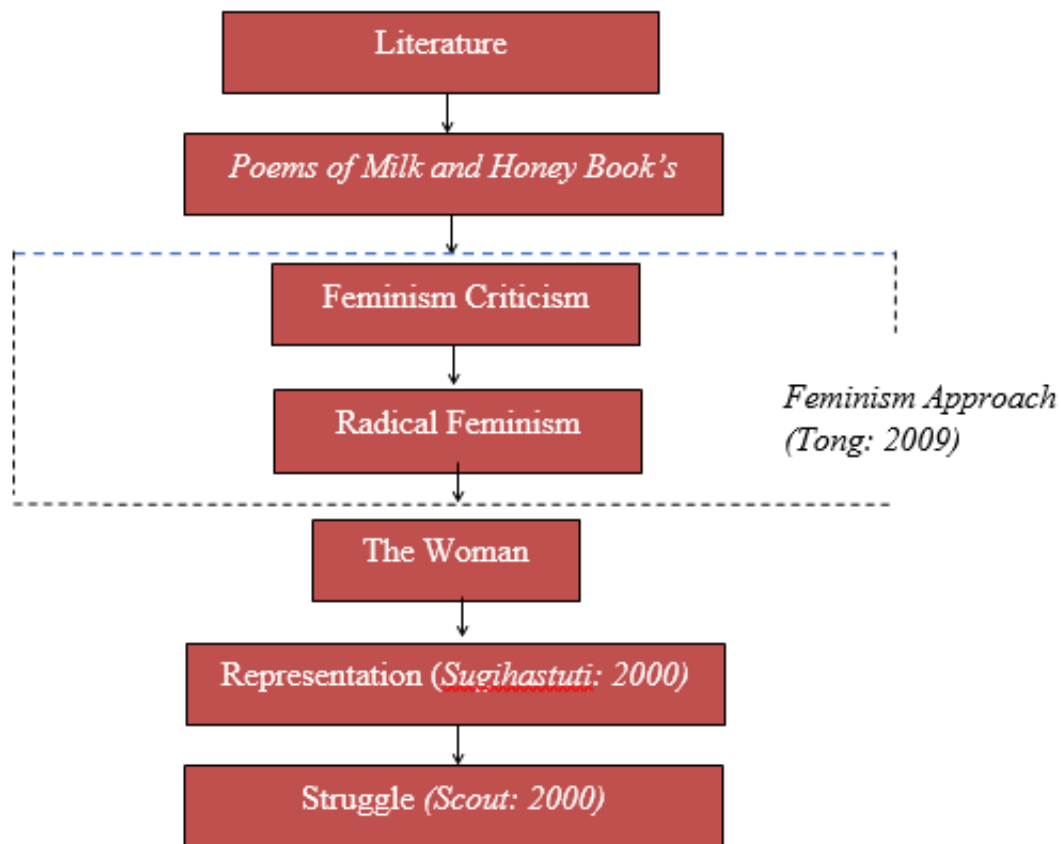 Literature
Poems of Milk and Honey Book’s
Feminism Criticism
Radical Feminism
Feminism Approach
(Tong: 2009)
The Woman
Representation (Sugihastuti: 2000)
Struggle (Scout: 2000)